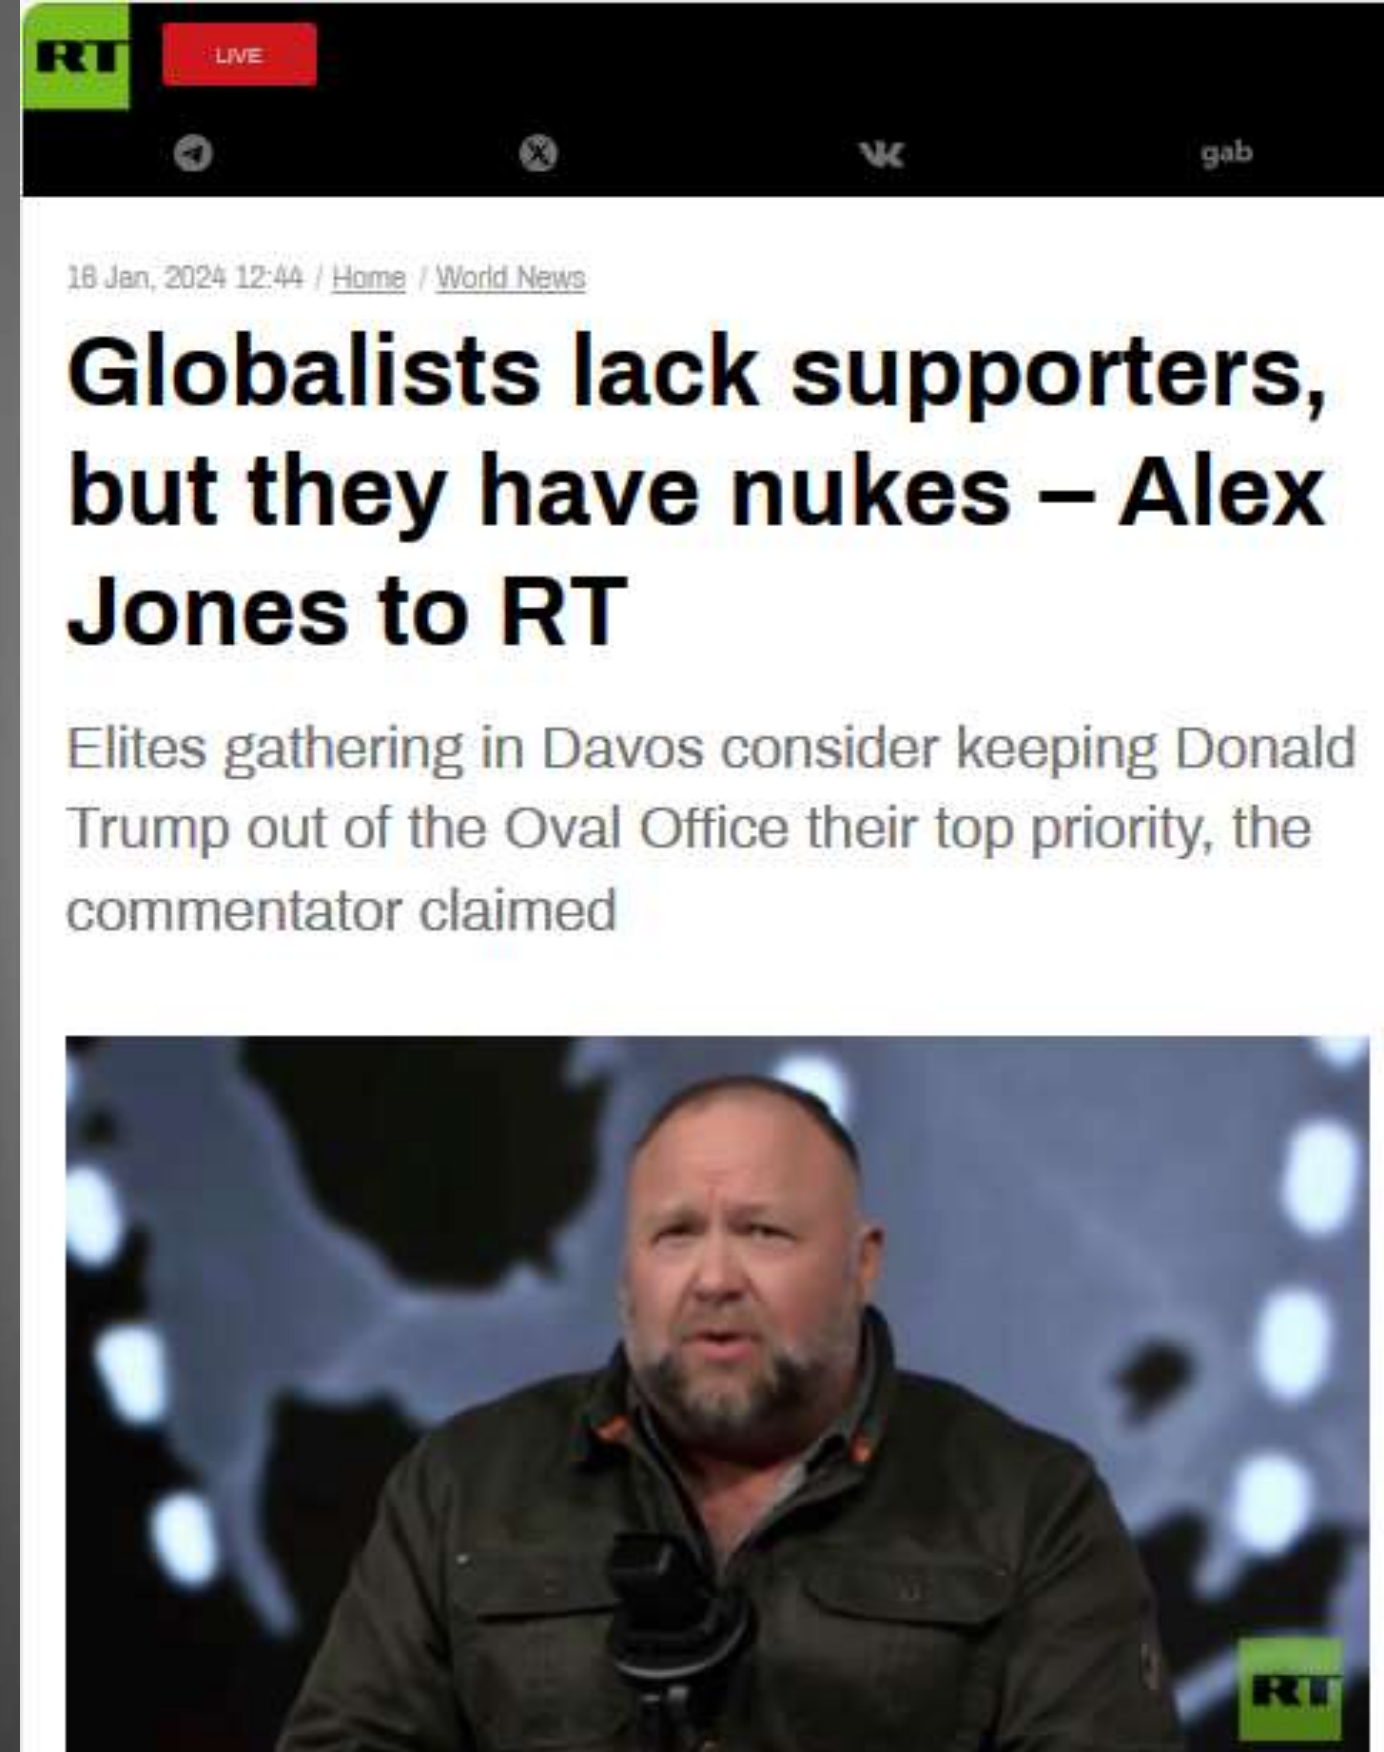 RT
LIVE
gab
16 Jan, 2024 12:44 / Home / World News
Globalists lack supporters,
but they have nukes – Alex
Jones to RT
Elites gathering in Davos consider keeping Donald
Trump out of the Oval Office their top priority, the
commentator claimed
RT